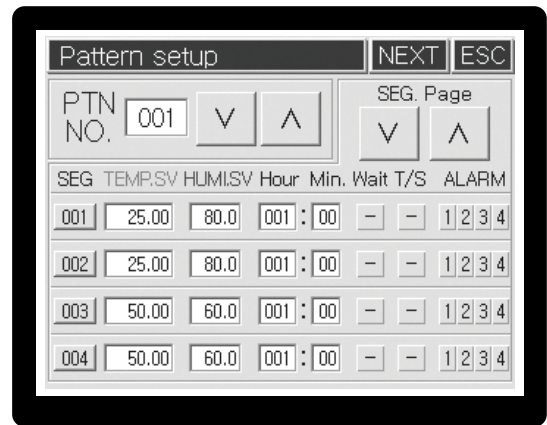 Pattern setup NEXT ESC
PTN NO. 001 V Λ SEG. Page V Λ
SEG TEMP.SV HUMI.SV Hour Min. Wait T/S ALARM
001 25.00 80.0 001 : 00 – – 1 2 3 4
002 25.00 80.0 001 : 00 – – 1 2 3 4
003 50.00 60.0 001 : 00 – – 1 2 3 4
004 50.00 60.0 001 : 00 – – 1 2 3 4